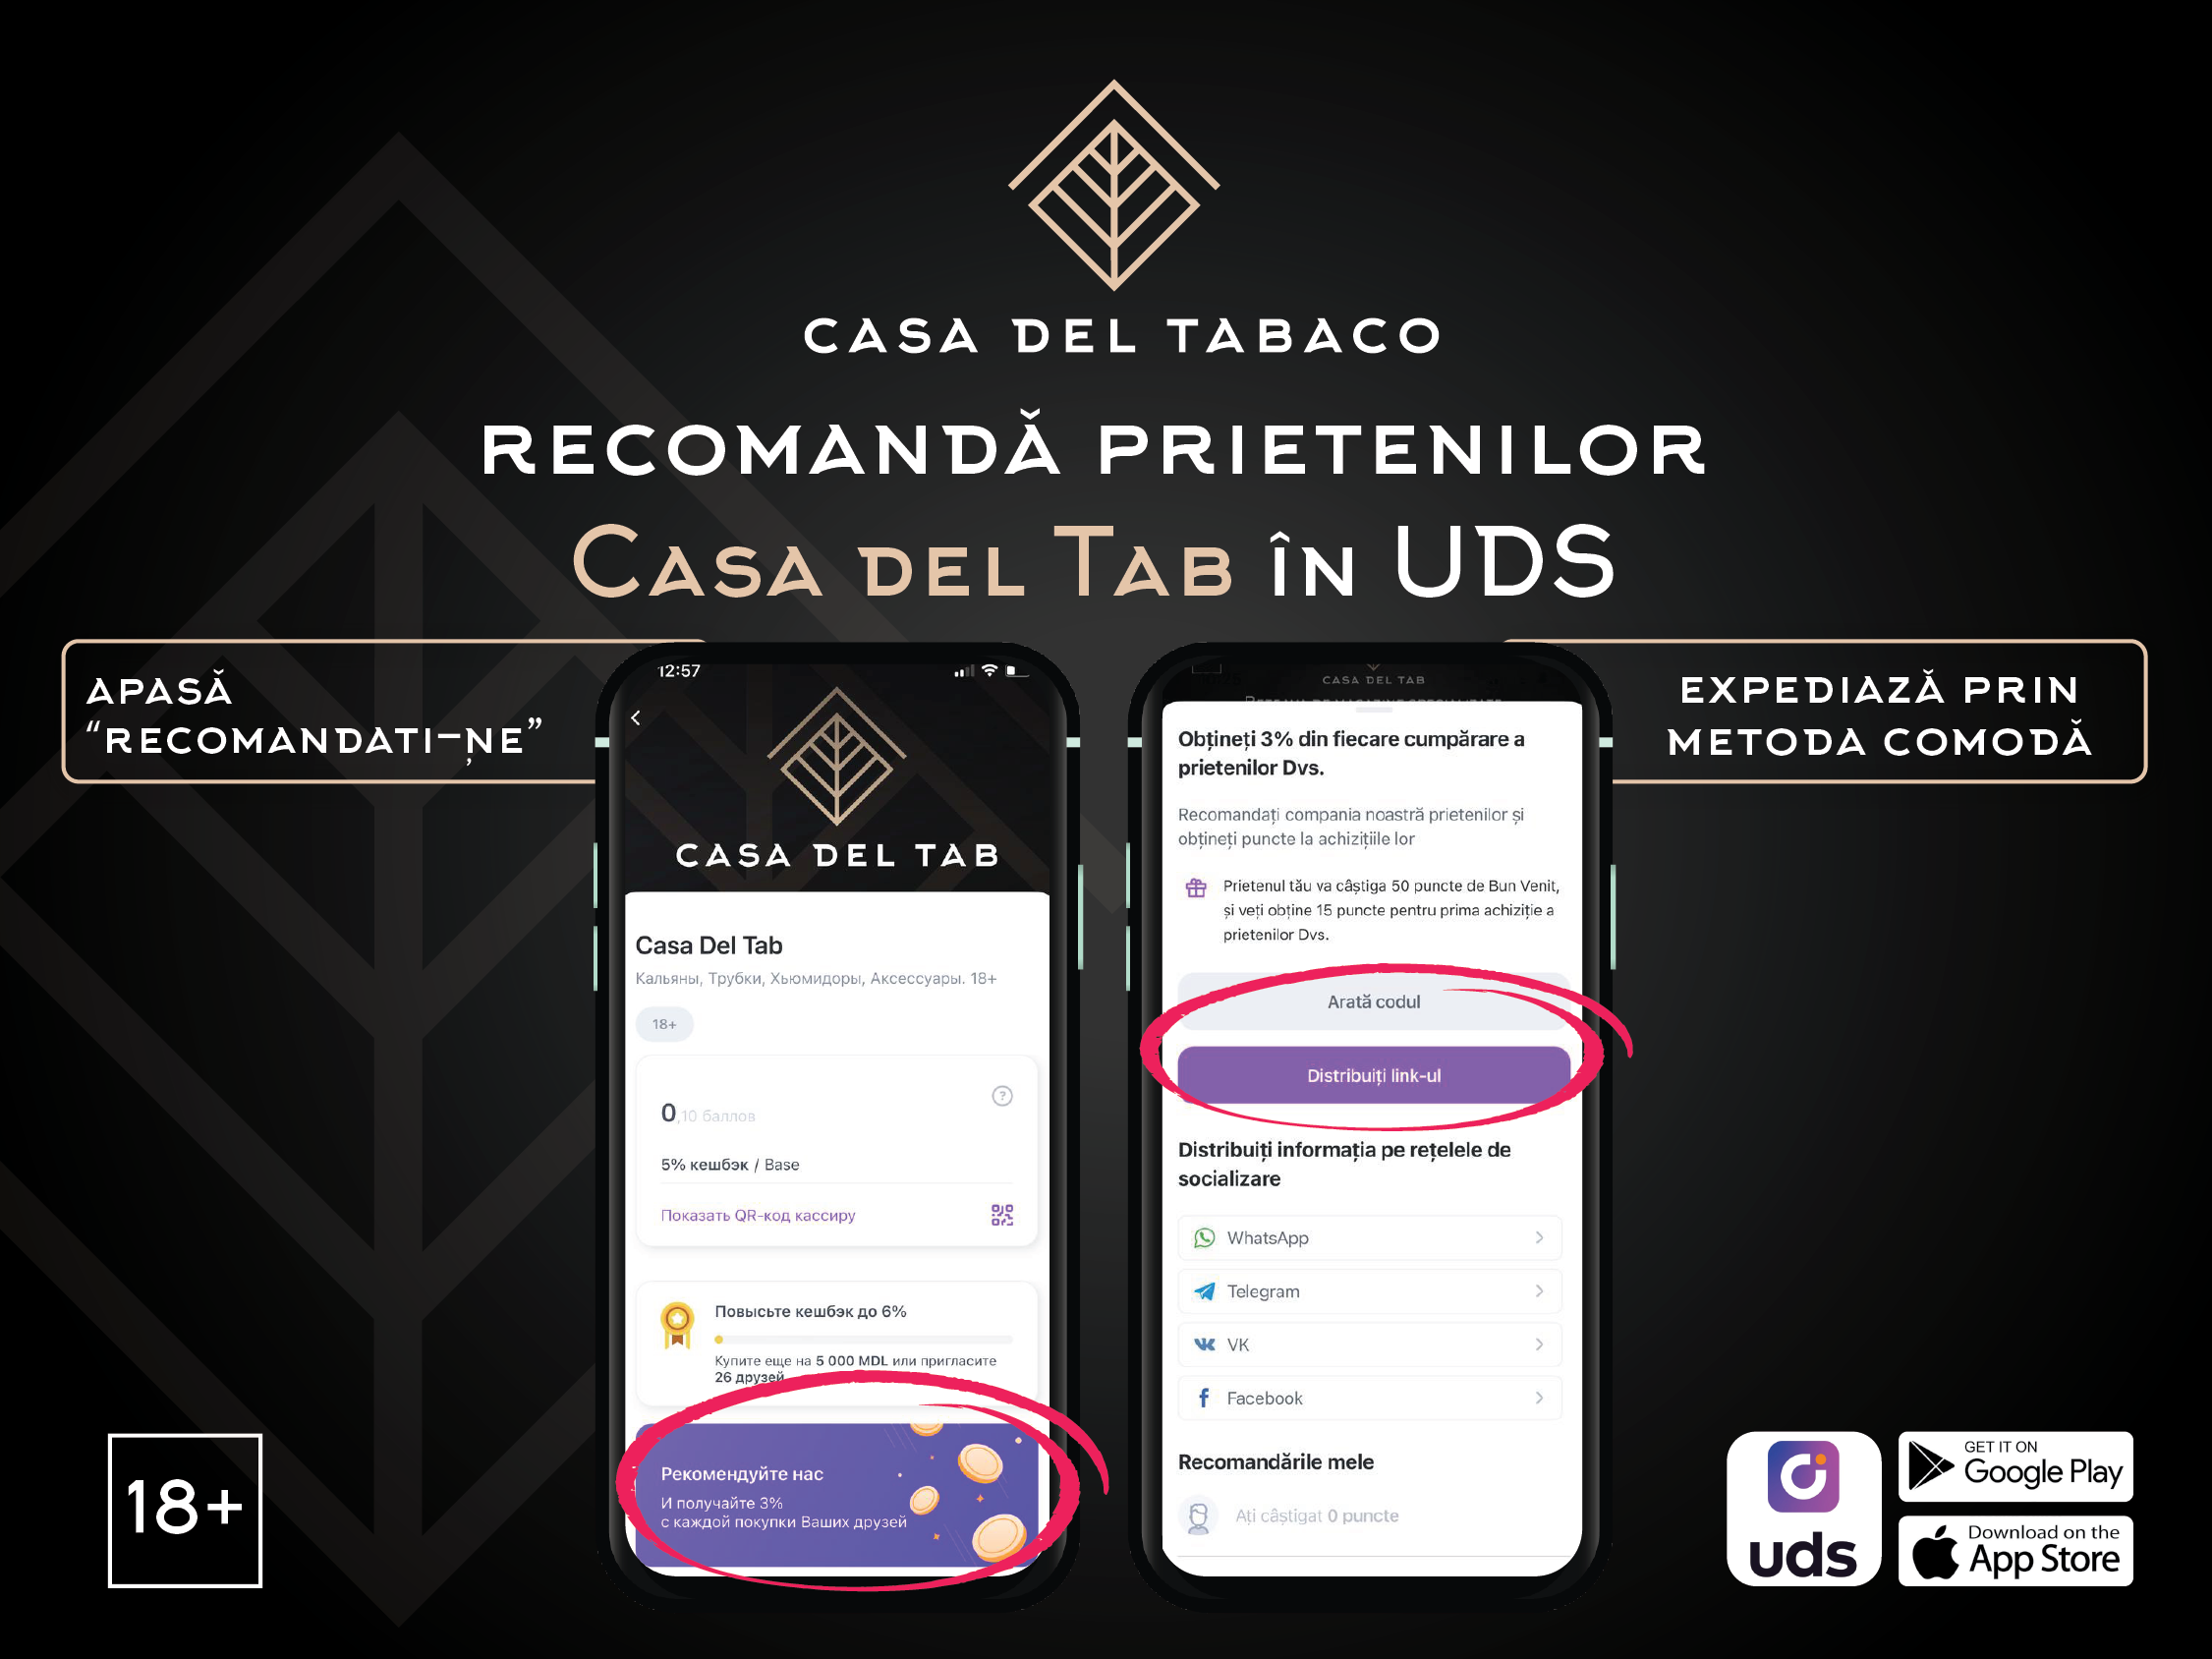 CASA DEL TABACO
RECOMANDĂ PRIETENILOR
CASA DEL TAB ÎN UDS
APASĂ
“RECOMANDATI-ȚNE”
EXPEDIAZĂ PRIN
METODA COMODĂ
12:57
CASA DEL TAB
Casa Del Tab
Кальяны, Трубки, Хьюмидоры, Аксессуары. 18+
18+
0,10 баллов
5% кешбэк / Base
Показать QR-код кассиру
Повысьте кешбэк до 6%
Купите еще на 5 000 MDL или пригласите
26 друзей
Рекомендуйте нас
И получайте 3%
с каждой покупки Ваших друзей
CASA DEL TAB
Obțineți 3% din fiecare cumpărare a
prietenilor Dvs.
Recomandați compania noastră prietenilor și
obțineți puncte la achizițiile lor
Prietenul tău va câștiga 50 puncte de Bun Venit,
și veți obține 15 puncte pentru prima achiziție a
prietenilor Dvs.
Arată codul
Distribuiți link-ul
Distribuiți informația pe rețelele de
socializare
WhatsApp
Telegram
VK
Facebook
Recomandările mele
Ați câștigat 0 puncte
18+
uds
GET IT ON
Google Play
Download on the
App Store